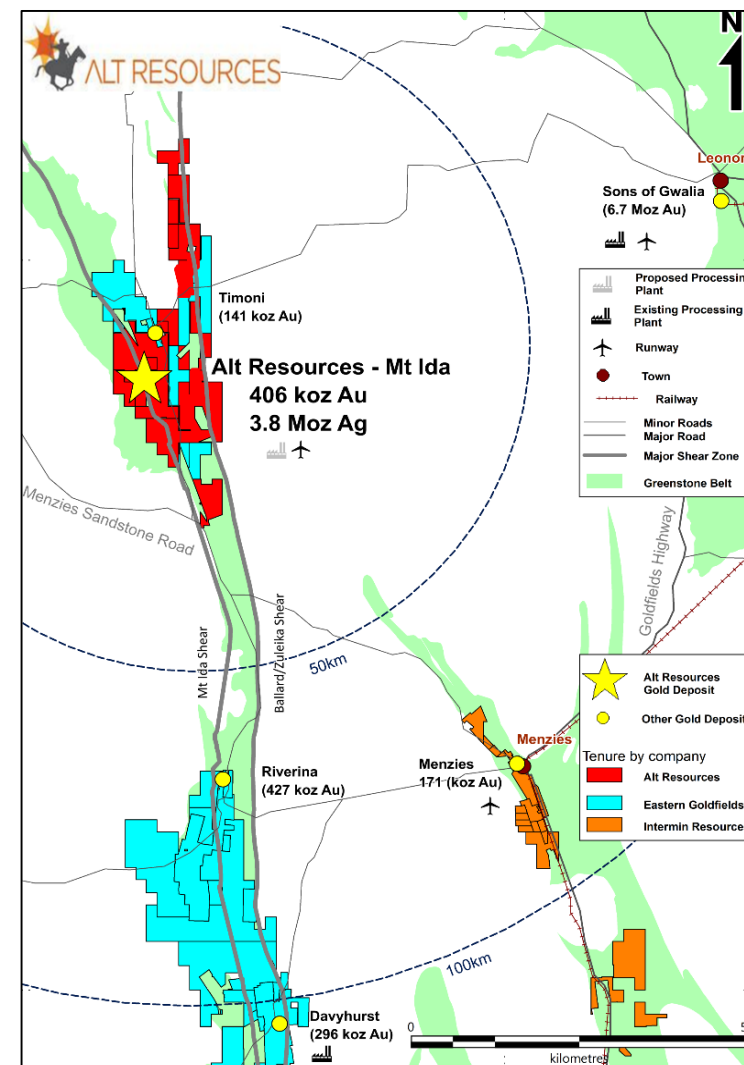 ALT RESOURCES
N
Leonor
Sons of Gwalia
(6.7 Moz Au)
Proposed Processin
Plant
Existing Processing
Plant
Runway
Town
Railway
Minor Roads
Major Road
Major Shear Zone
Greenstone Belt
Timoni
(141 koz Au)
Alt Resources - Mt Ida
406 koz Au
3.8 Moz Ag
Menzies Sandstone Road
Goldfields Highway
Mt Ida Shear
Ballard/Zuleika Shear
50km
Alt Resources
Gold Deposit
Other Gold Deposit
Tenure by company
Alt Resources
Eastern Goldfields
Intermin Resource
Menzies
Menzies
171 (koz Au)
Riverina
(427 koz Au)
100km
Davyhurst
(296 koz Au)
0
5
kilometres